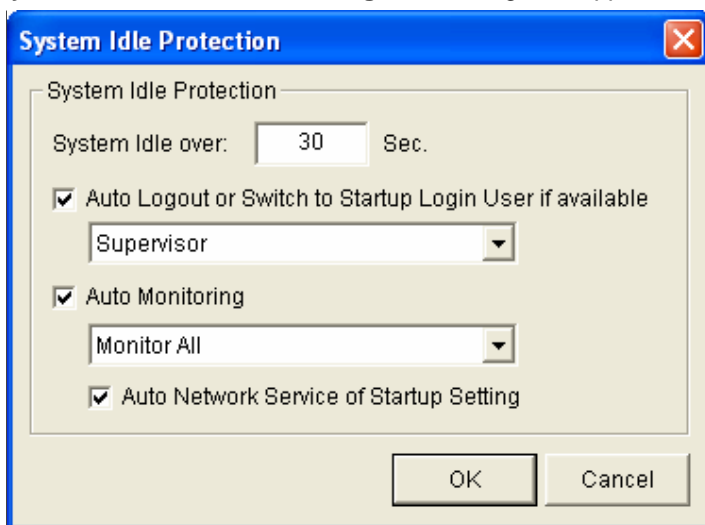 System Idle Protection
System Idle Protection
System Idle over: 30 Sec.
Auto Logout or Switch to Startup Login User if available
Supervisor
Auto Monitoring
Monitor All
Auto Network Service of Startup Setting
OK Cancel